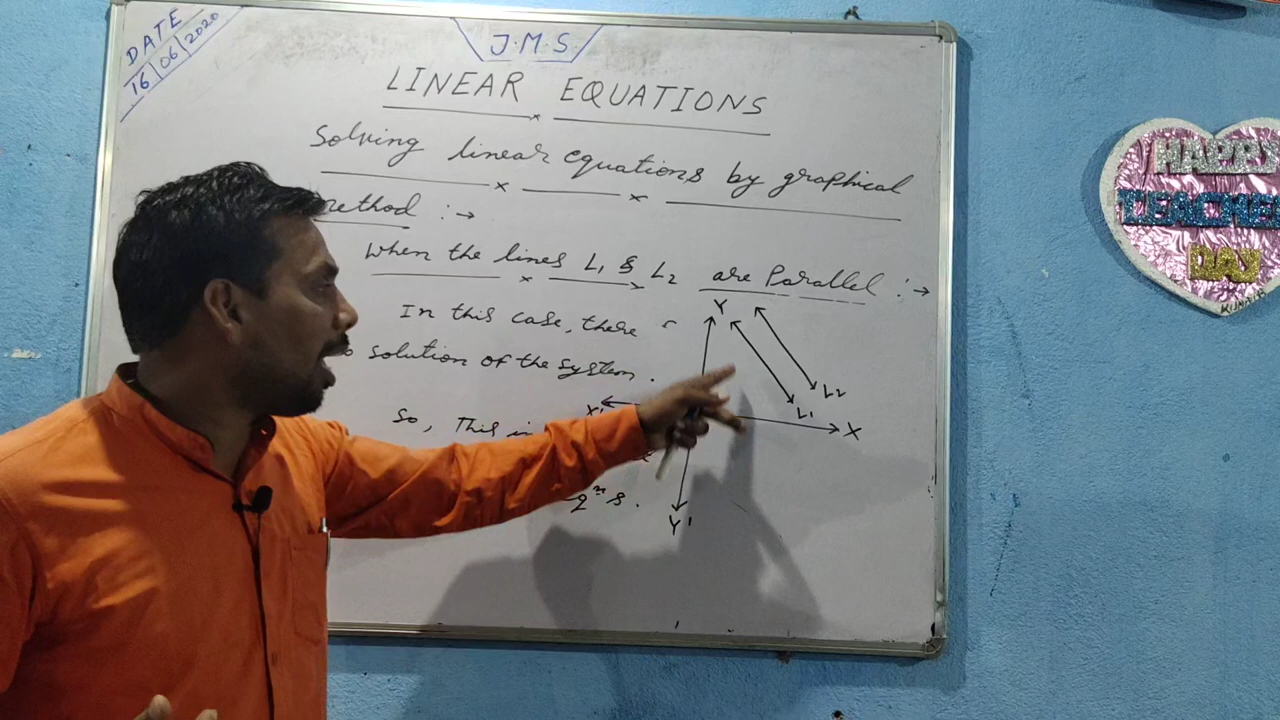 DATE
16/06/2020
J.M.S.
LINEAR EQUATIONS
Solving linear equations by graphical
method :→
When the lines L₁ & L₂ are Parallel :→
In this case, there
solution of the system.
So, This
Y
L2
L1
X'
X
Y'
HAPPY
TEACHE
DAY